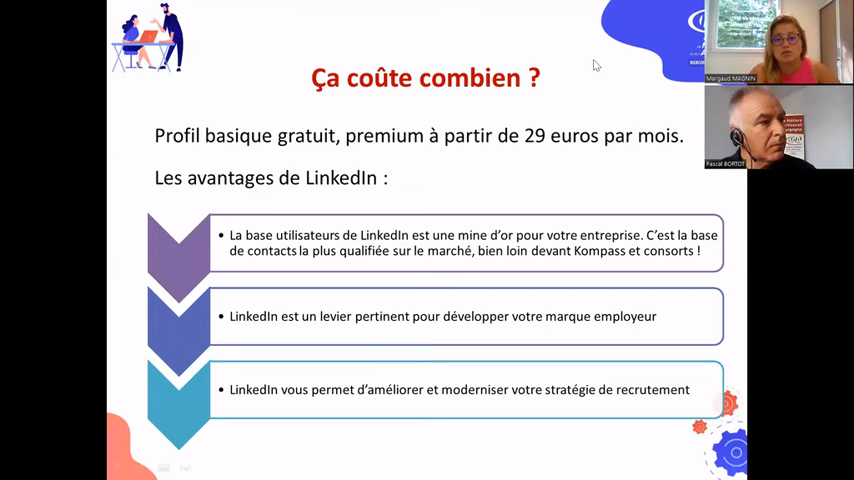 Ça coûte combien ?
Profil basique gratuit, premium à partir de 29 euros par mois.
Les avantages de LinkedIn :
• La base utilisateurs de LinkedIn est une mine d'or pour votre entreprise. C'est la base
de contacts la plus qualifiée sur le marché, bien loin devant Kompass et consorts !
• LinkedIn est un levier pertinent pour développer votre marque employeur
• LinkedIn vous permet d'améliorer et moderniser votre stratégie de recrutement
Margaud MAGNIN
Pascal BORTOT